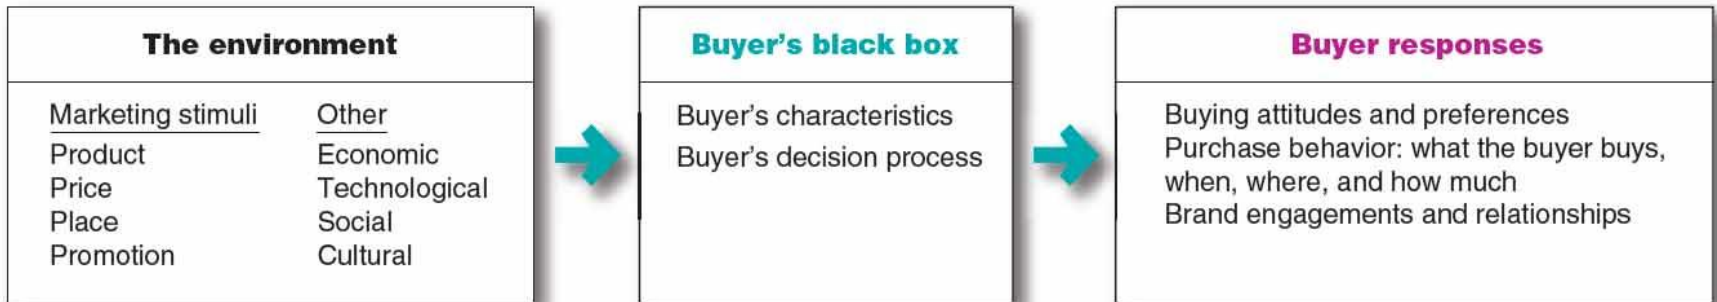 The environment
Marketing stimuli Other
Product Economic
Price Technological
Place Social
Promotion Cultural
Buyer’s black box
Buyer’s characteristics
Buyer’s decision process
Buyer responses
Buying attitudes and preferences
Purchase behavior: what the buyer buys,
when, where, and how much
Brand engagements and relationships